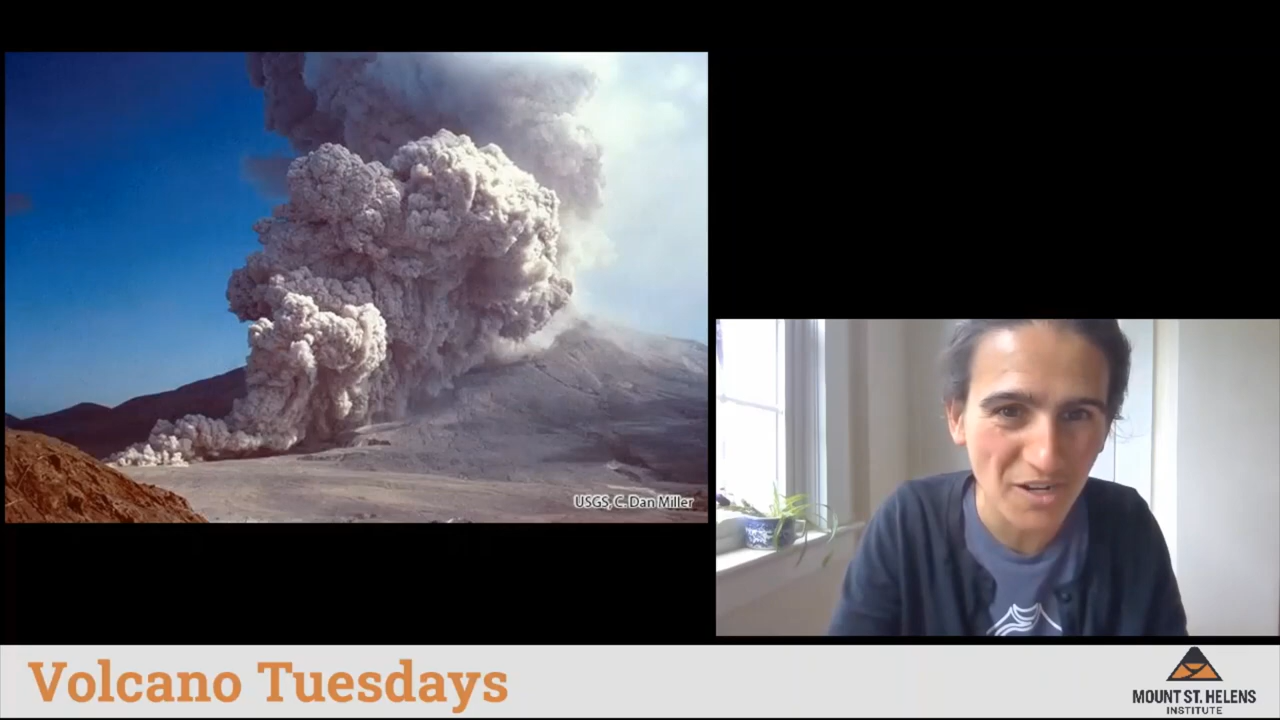 USGS, C. Dan Miller
Volcano Tuesdays
MOUNT ST. HELENS
INSTITUTE